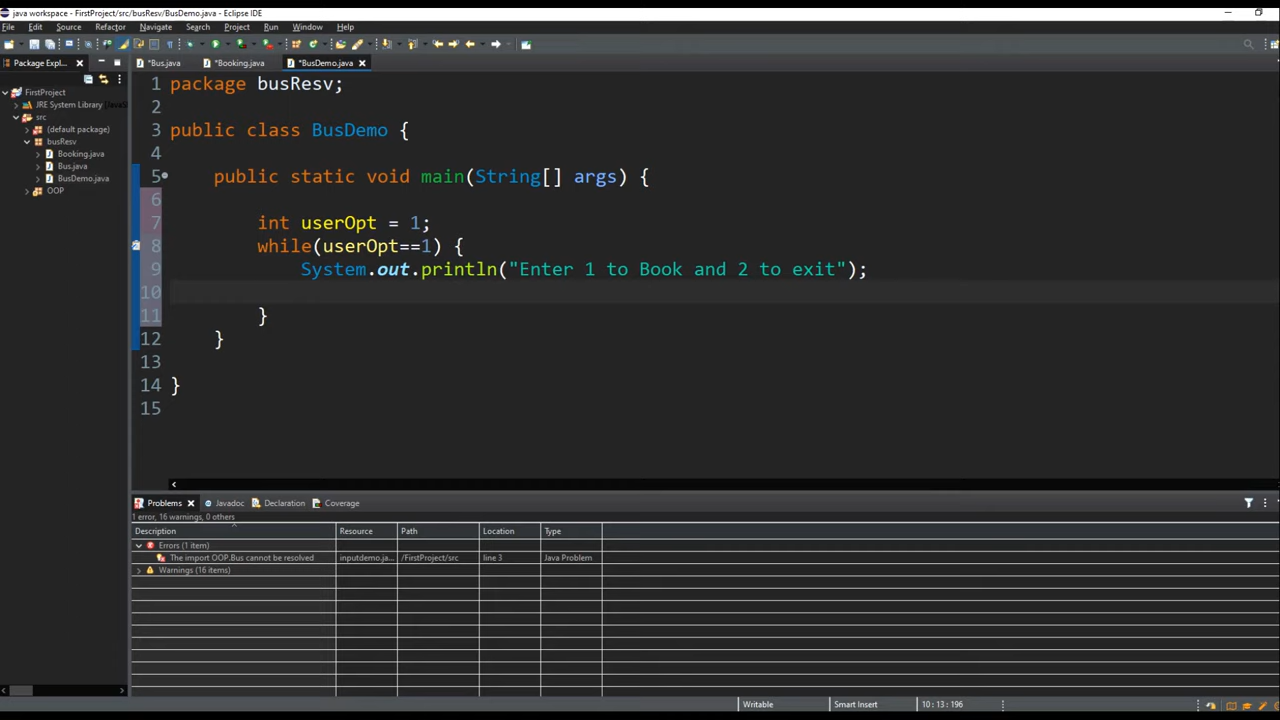 java workspace - FirstProject/src/busResv/BusDemo.java - Eclipse IDE
File Edit Source Refactor Navigate Search Project Run Window Help
Package Expl...
*Bus.java *Booking.java *BusDemo.java
FirstProject
JRE System Library
src
(default package)
busResv
Booking.java
Bus.java
BusDemo.java
OOP
1 package busResv;
2
3 public class BusDemo {
4
5 public static void main(String[] args) {
6
7 int userOpt = 1;
8 while(userOpt==1) {
9 System.out.println("Enter 1 to Book and 2 to exit");
10
11 }
12 }
13
14 }
15
Problems Javadoc Declaration Coverage
1 error, 16 warnings, 0 others
Description Resource Path Location Type
Errors (1 item)
The import OOP.Bus cannot be resolved inputdemo.ja... /FirstProject/src line 3 Java Problem
Warnings (16 items)
Writable Smart Insert 10 : 13 : 196